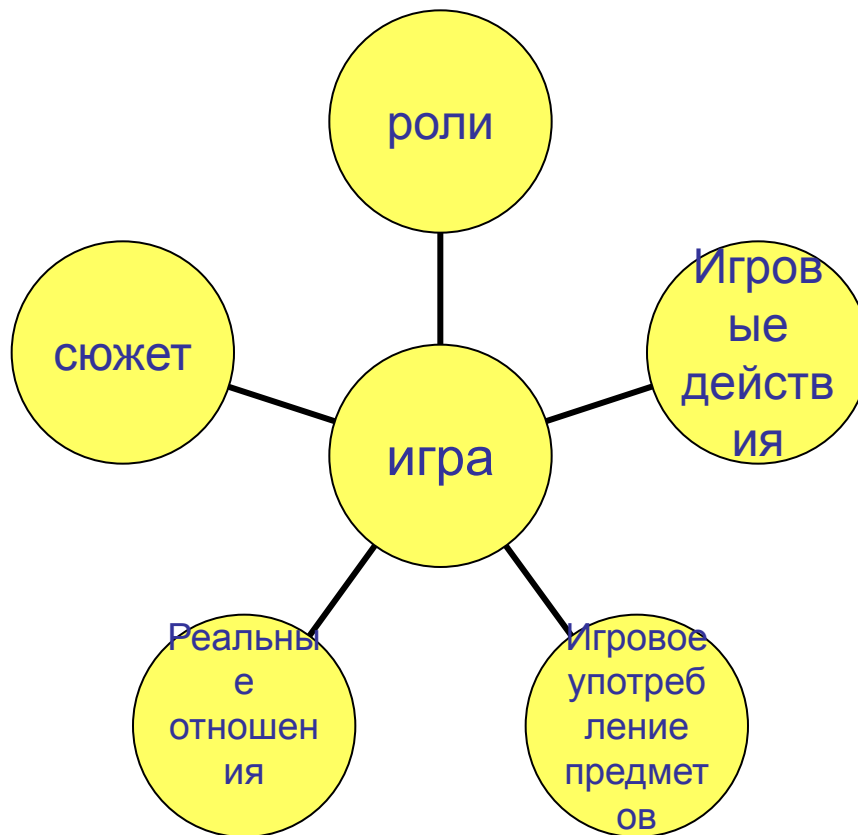 роли
Игров
ые
действ
ия
сюжет
игра
Реальны
е
отношен
ия
Игровое
употреб
ление
предмет
ов